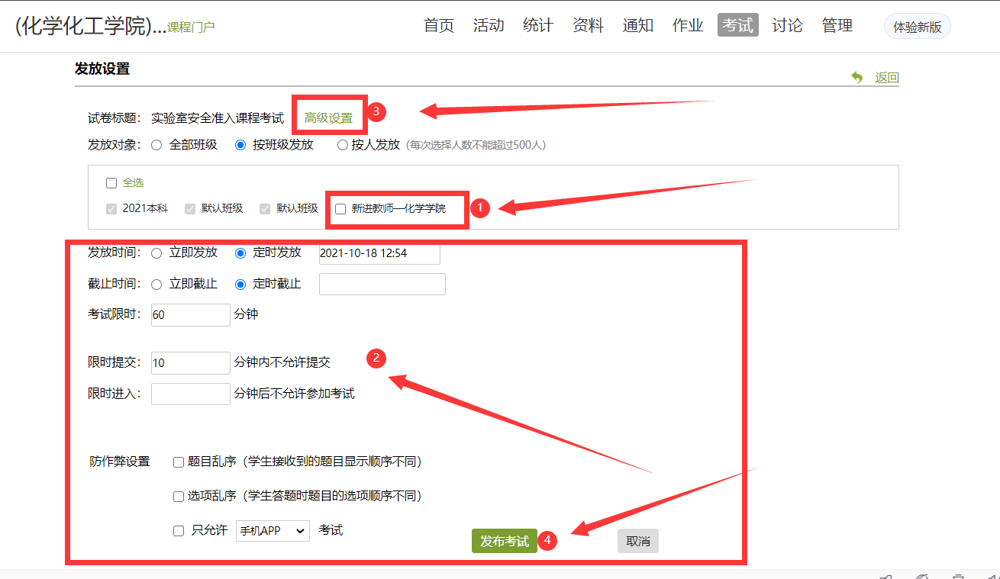 (化学化工学院)...课程门户 首页 活动 统计 资料 通知 作业 考试 讨论 管理 体验新版
发放设置
返回
试卷标题： 实验室安全准入课程考试 高级设置 3
发放对象： 全部班级 按班级发放 按人发放 (每次选择人数不能超过500人)
全选
2021本科 默认班级 默认班级 新进教师—化学学院 1
发放时间： 立即发放 定时发放 2021-10-18 12:54
截止时间： 立即截止 定时截止
考试限时： 60 分钟
限时提交： 10 分钟内不允许提交 2
限时进入： 分钟后不允许参加考试
防作弊设置 题目乱序（学生接收到的题目显示顺序不同）
选项乱序（学生答题时题目的选项顺序不同）
只允许 手机APP 考试
发布考试 4 取消